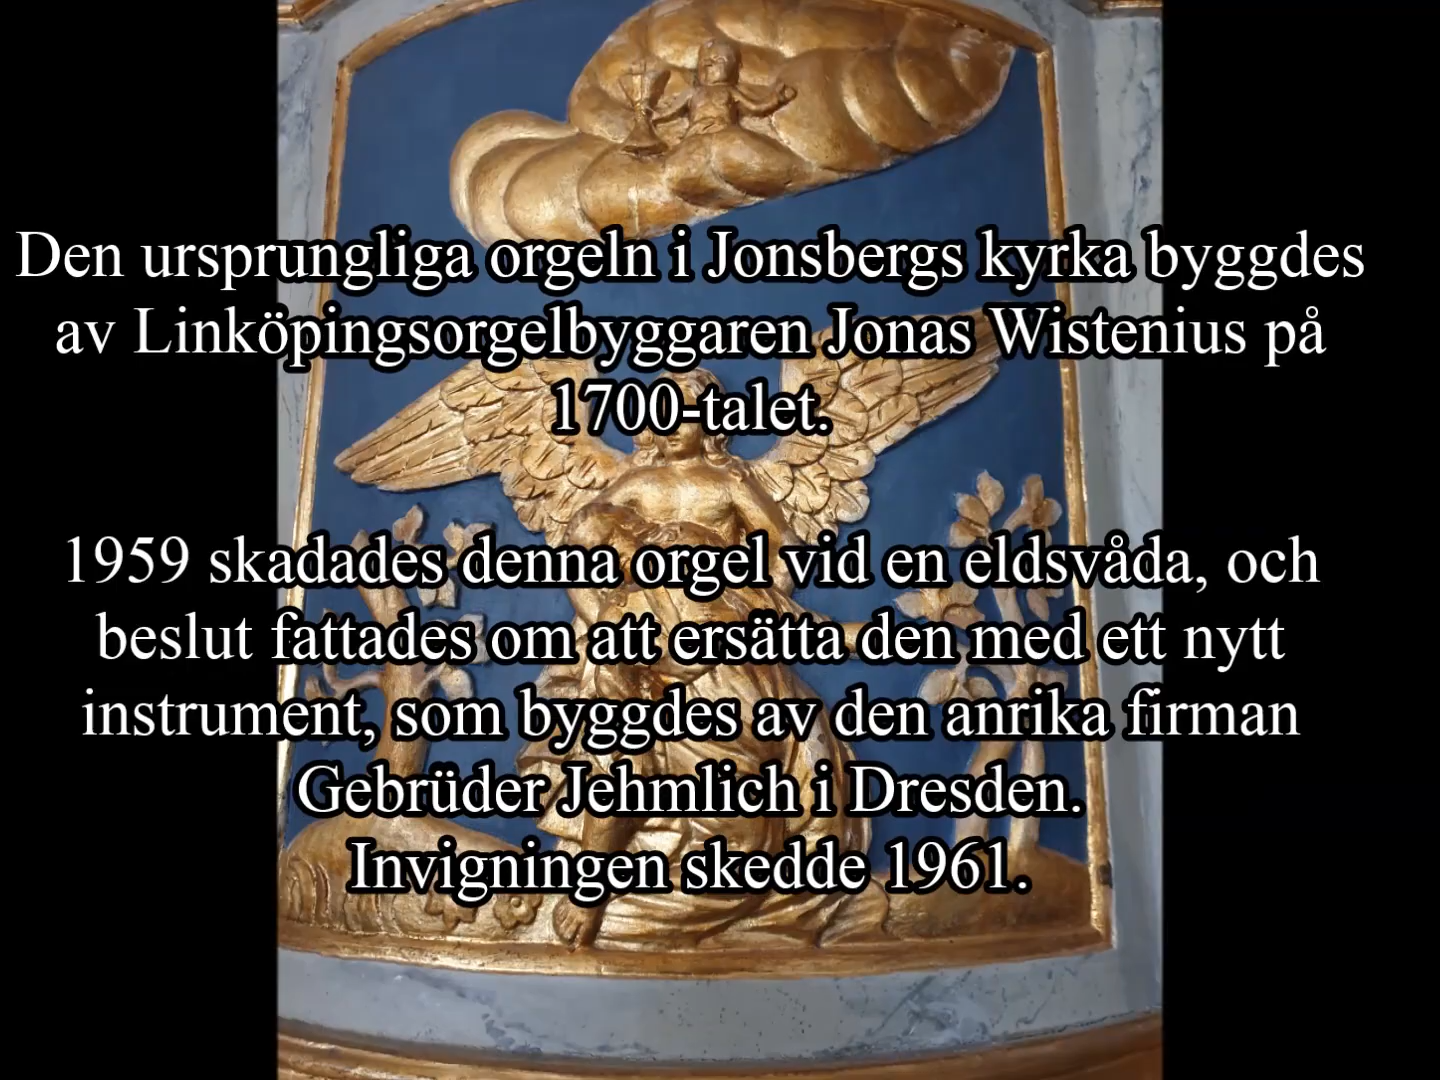 Den ursprungliga orgeln i Jonsbergs kyrka byggdes
av Linköpingsorgelbyggaren Jonas Wistenius på
1700-talet.
1959 skadades denna orgel vid en eldsvåda, och
beslut fattades om att ersätta den med ett nytt
instrument, som byggdes av den anrika firman
Gebrüder Jehmlich i Dresden.
Invigningen skedde 1961.